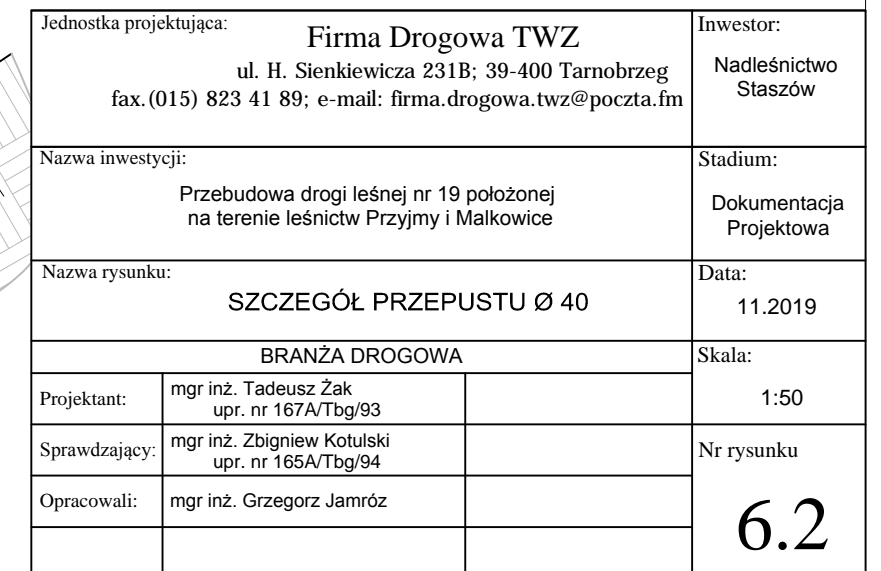 Jednostka projektująca:
Firma Drogowa TWZ
ul. H. Sienkiewicza 231B; 39-400 Tarnobrzeg
fax.(015) 823 41 89; e-mail: firma.drogowa.twz@poczta.fm
Inwestor:
Nadleśnictwo
Staszów
Nazwa inwestycji:
Przebudowa drogi leśnej nr 19 położonej
na terenie leśnictw Przyjmy i Malkowice
Stadium:
Dokumentacja
Projektowa
Nazwa rysunku:
SZCZEGÓŁ PRZEPUSTU Ø 40
Data:
11.2019
BRANŻA DROGOWA
Skala:
1:50
Projektant:
mgr inż. Tadeusz Żak
upr. nr 167A/Tbg/93
Sprawdzający:
mgr inż. Zbigniew Kotulski
upr. nr 165A/Tbg/94
Nr rysunku
6.2
Opracowali:
mgr inż. Grzegorz Jamróz